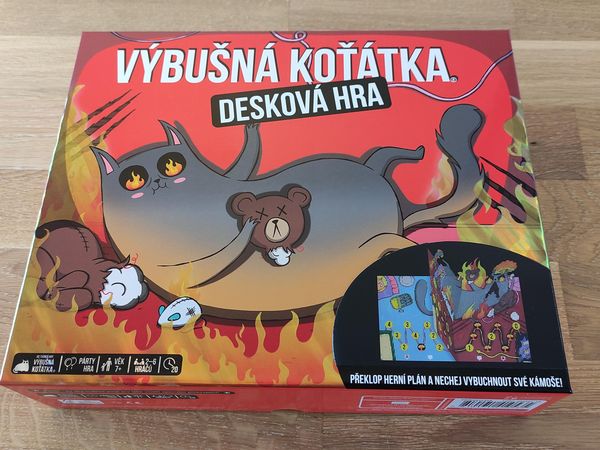 VÝBUŠNÁ KOŤÁTKA®
DESKOVÁ HRA
VÝBUŠNÁ
KOŤÁTKA
PÁRTY
HRA
VĚK
7+
2–6
HRÁČŮ
20
PŘEKLOP HERNÍ PLÁN A NECHEJ VYBUCHNOUT SVÉ KÁMOŠE!